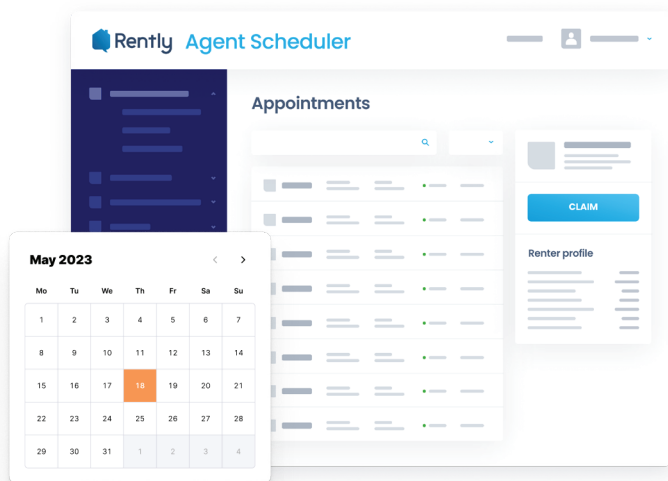 Rently Agent Scheduler
Appointments
CLAIM
Renter profile
May 2023
Mo Tu We Th Fr Sa Su
1 2 3 4 5 6 7
8 9 10 11 12 13 14
15 16 17 18 19 20 21
22 23 24 25 26 27 28
29 30 31 1 2 3 4